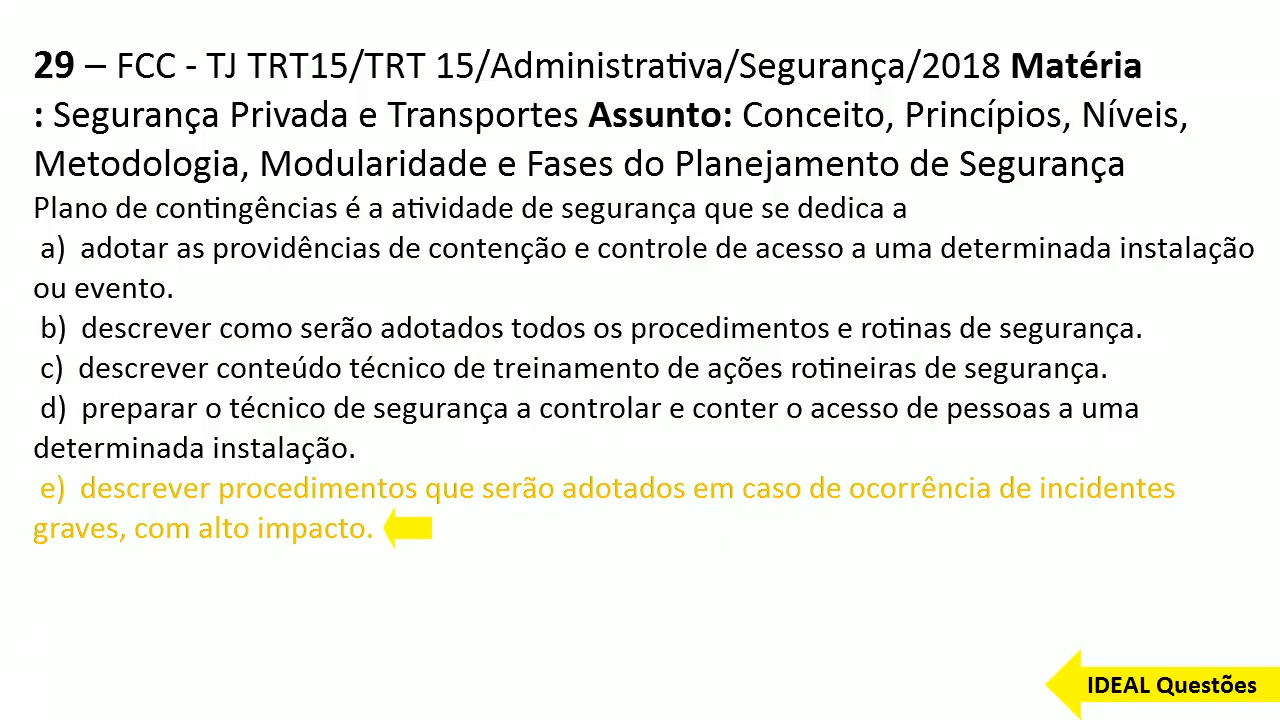 29 – FCC - TJ TRT15/TRT 15/Administrativa/Segurança/2018 Matéria
: Segurança Privada e Transportes Assunto: Conceito, Princípios, Níveis,
Metodologia, Modularidade e Fases do Planejamento de Segurança
Plano de contingências é a atividade de segurança que se dedica a
a) adotar as providências de contenção e controle de acesso a uma determinada instalação
ou evento.
b) descrever como serão adotados todos os procedimentos e rotinas de segurança.
c) descrever conteúdo técnico de treinamento de ações rotineiras de segurança.
d) preparar o técnico de segurança a controlar e conter o acesso de pessoas a uma
determinada instalação.
e) descrever procedimentos que serão adotados em caso de ocorrência de incidentes
graves, com alto impacto.
IDEAL Questões